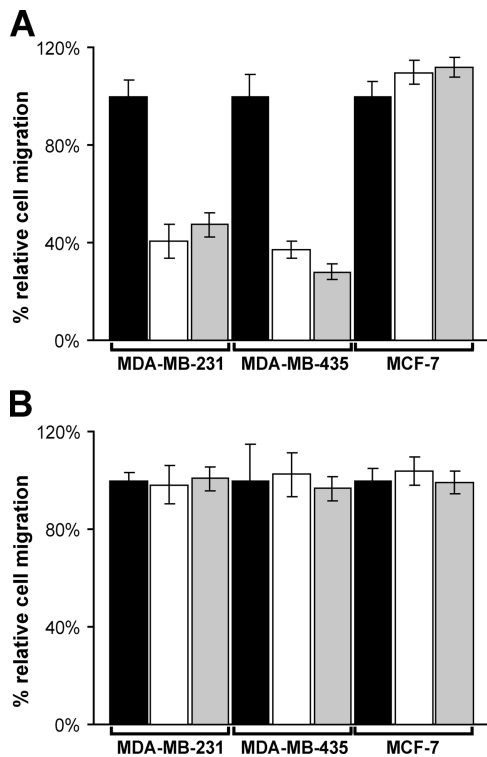 A
120%
80%
40%
0%
% relative cell migration
MDA-MB-231 MDA-MB-435 MCF-7
B
120%
80%
40%
0%
% relative cell migration
MDA-MB-231 MDA-MB-435 MCF-7